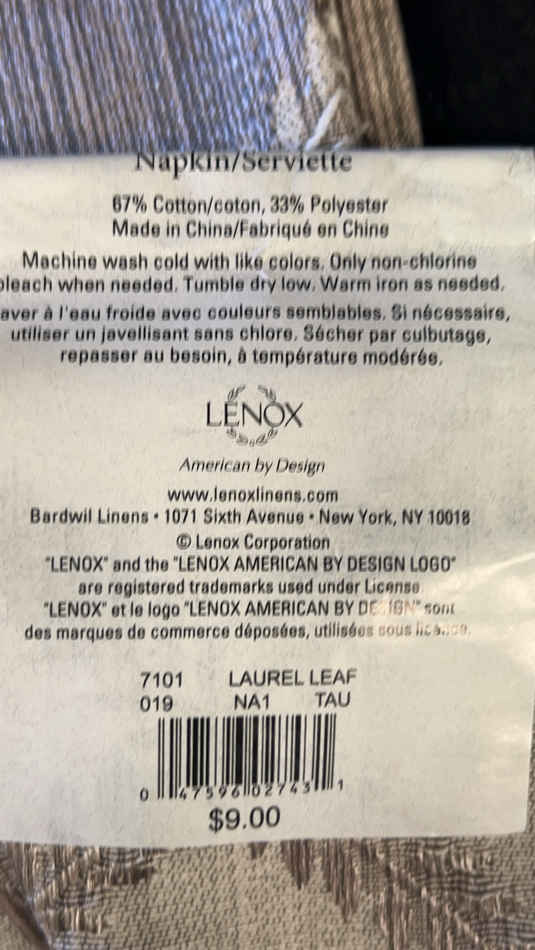 Napkin/Serviette
67% Cotton/coton, 33% Polyester
Made in China/Fabriqué en Chine
Machine wash cold with like colors. Only non-chlorine
bleach when needed. Tumble dry low. Warm iron as needed.
aver à l'eau froide avec couleurs semblables. Si nécessaire,
utiliser un javellisant sans chlore. Sécher par culbutage,
repasser au besoin, à température modérée.
LENOX
American by Design
www.lenoxlinens.com
Bardwil Linens • 1071 Sixth Avenue • New York, NY 10018
© Lenox Corporation
"LENOX" and the "LENOX AMERICAN BY DESIGN LOGO"
are registered trademarks used under License
"LENOX" et le logo "LENOX AMERICAN BY DESIGN" sont
des marques de commerce déposées, utilisées sous licence.
7101 LAUREL LEAF
019 NA1 TAU
0 47596 02743 1
$9.00